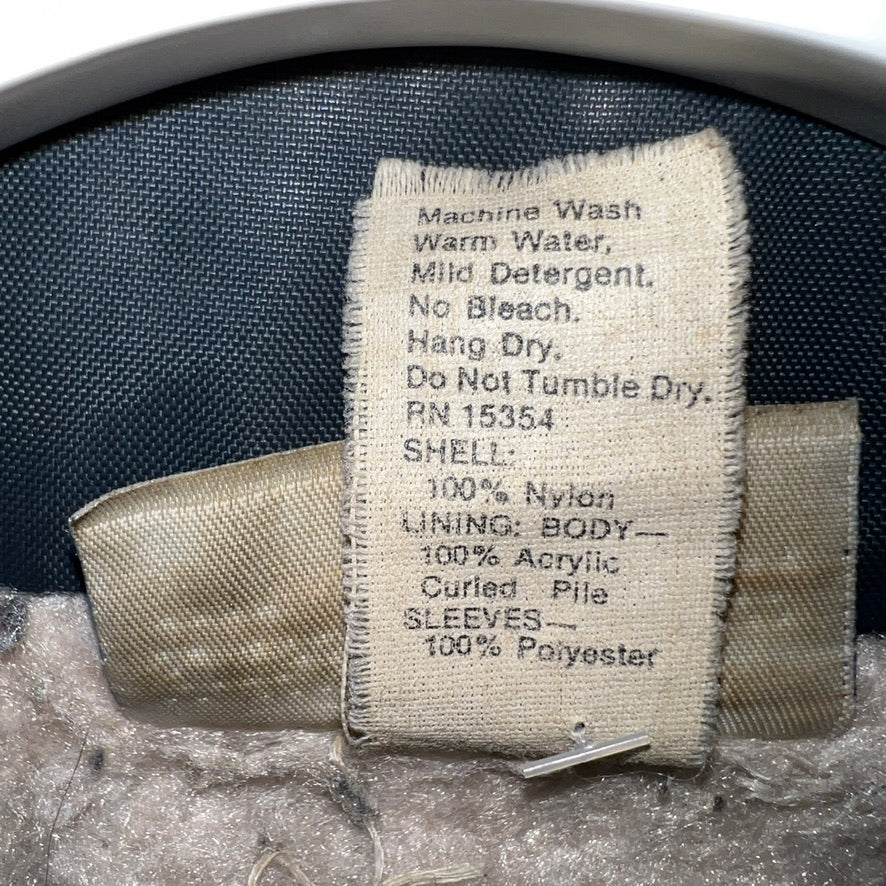 Machine Wash
Warm Water,
Mild Detergent.
No Bleach.
Hang Dry.
Do Not Tumble Dry.
RN 15354
SHELL:
100% Nylon
LINING: BODY—
100% Acrylic
Curled Pile
SLEEVES—
100% Polyester